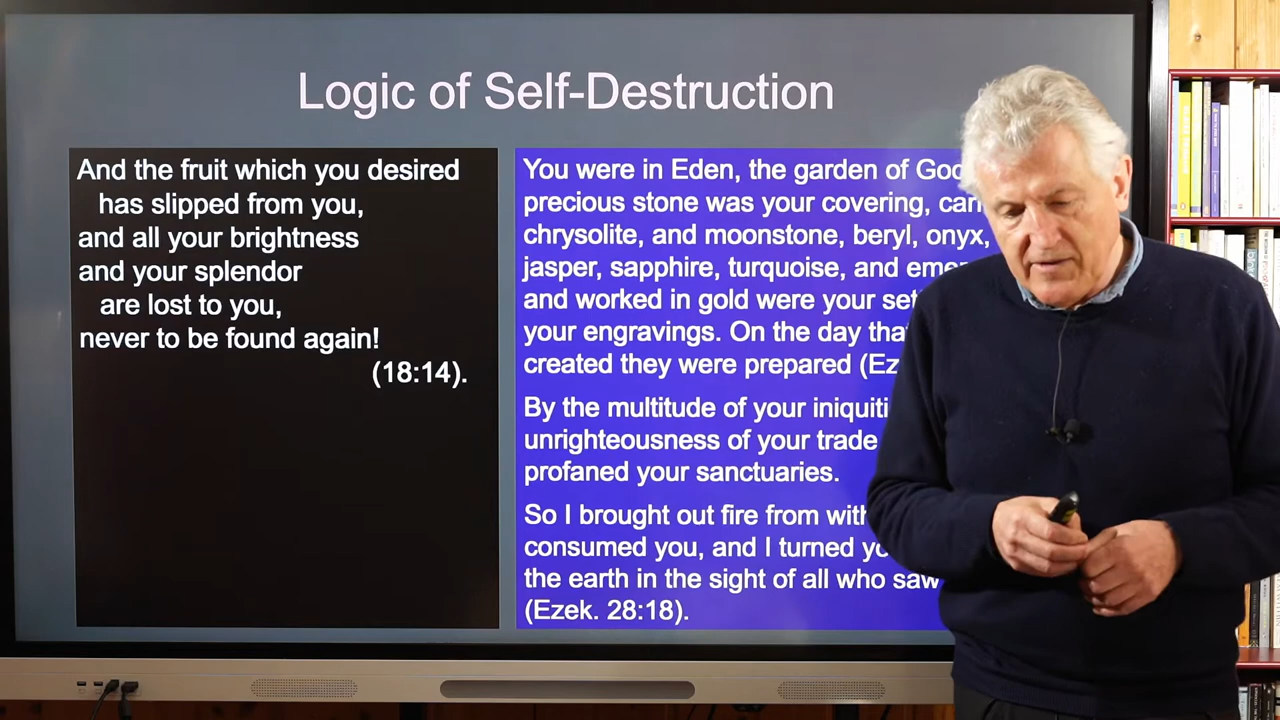 Logic of Self-Destruction
And the fruit which you desired
has slipped from you,
and all your brightness
and your splendor
are lost to you,
never to be found again!
(18:14).
You were in Eden, the garden of
precious stone was your covering,
chrysolite, and moonstone, beryl, onyx,
jasper, sapphire, turquoise, and
and worked in gold were your
your engravings. On the day
created they were prepared
By the multitude of your
unrighteousness of your trade
profaned your sanctuaries.
So I brought out fire from
consumed you, and I turned
the earth in the sight of all who saw
(Ezek. 28:18).